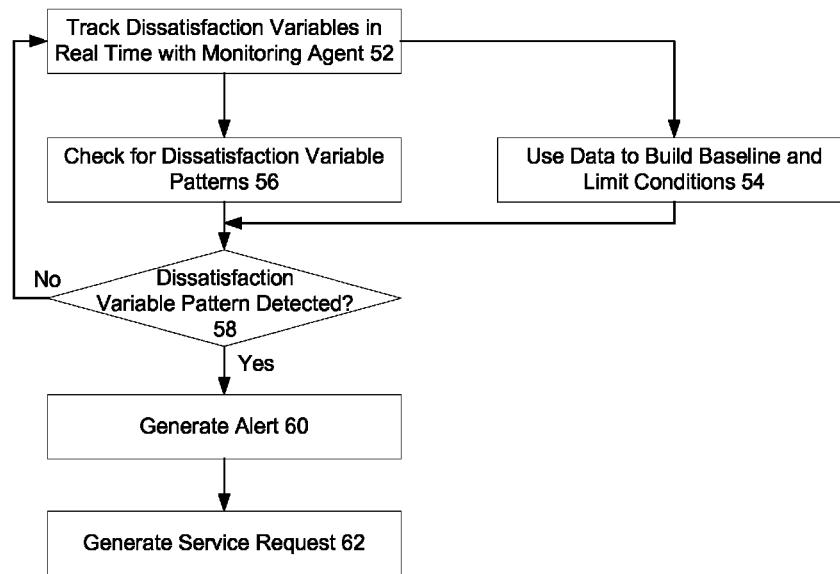 Track Dissatisfaction Variables in
Real Time with Monitoring Agent 52
Check for Dissatisfaction Variable
Patterns 56
Use Data to Build Baseline and
Limit Conditions 54
No
Dissatisfaction
Variable Pattern Detected?
58
Yes
Generate Alert 60
Generate Service Request 62